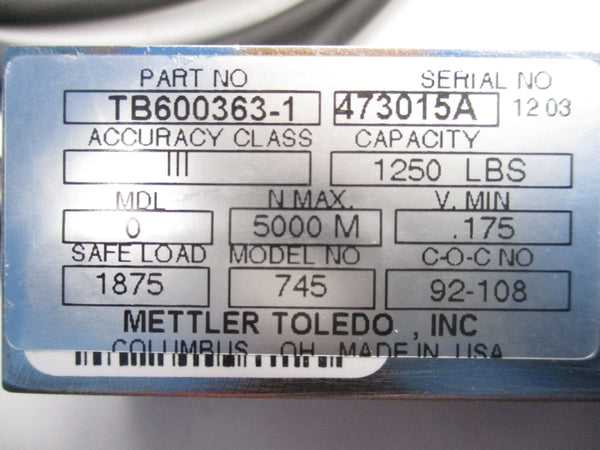 PART NO SERIAL NO
TB600363-1 473015A 12 03
ACCURACY CLASS CAPACITY
III 1250 LBS
MDL N MAX. V. MIN
0 5000 M .175
SAFE LOAD MODEL NO C-O-C NO
1875 745 92-108
METTLER TOLEDO , INC
COLUMBUS, OH MADE IN USA